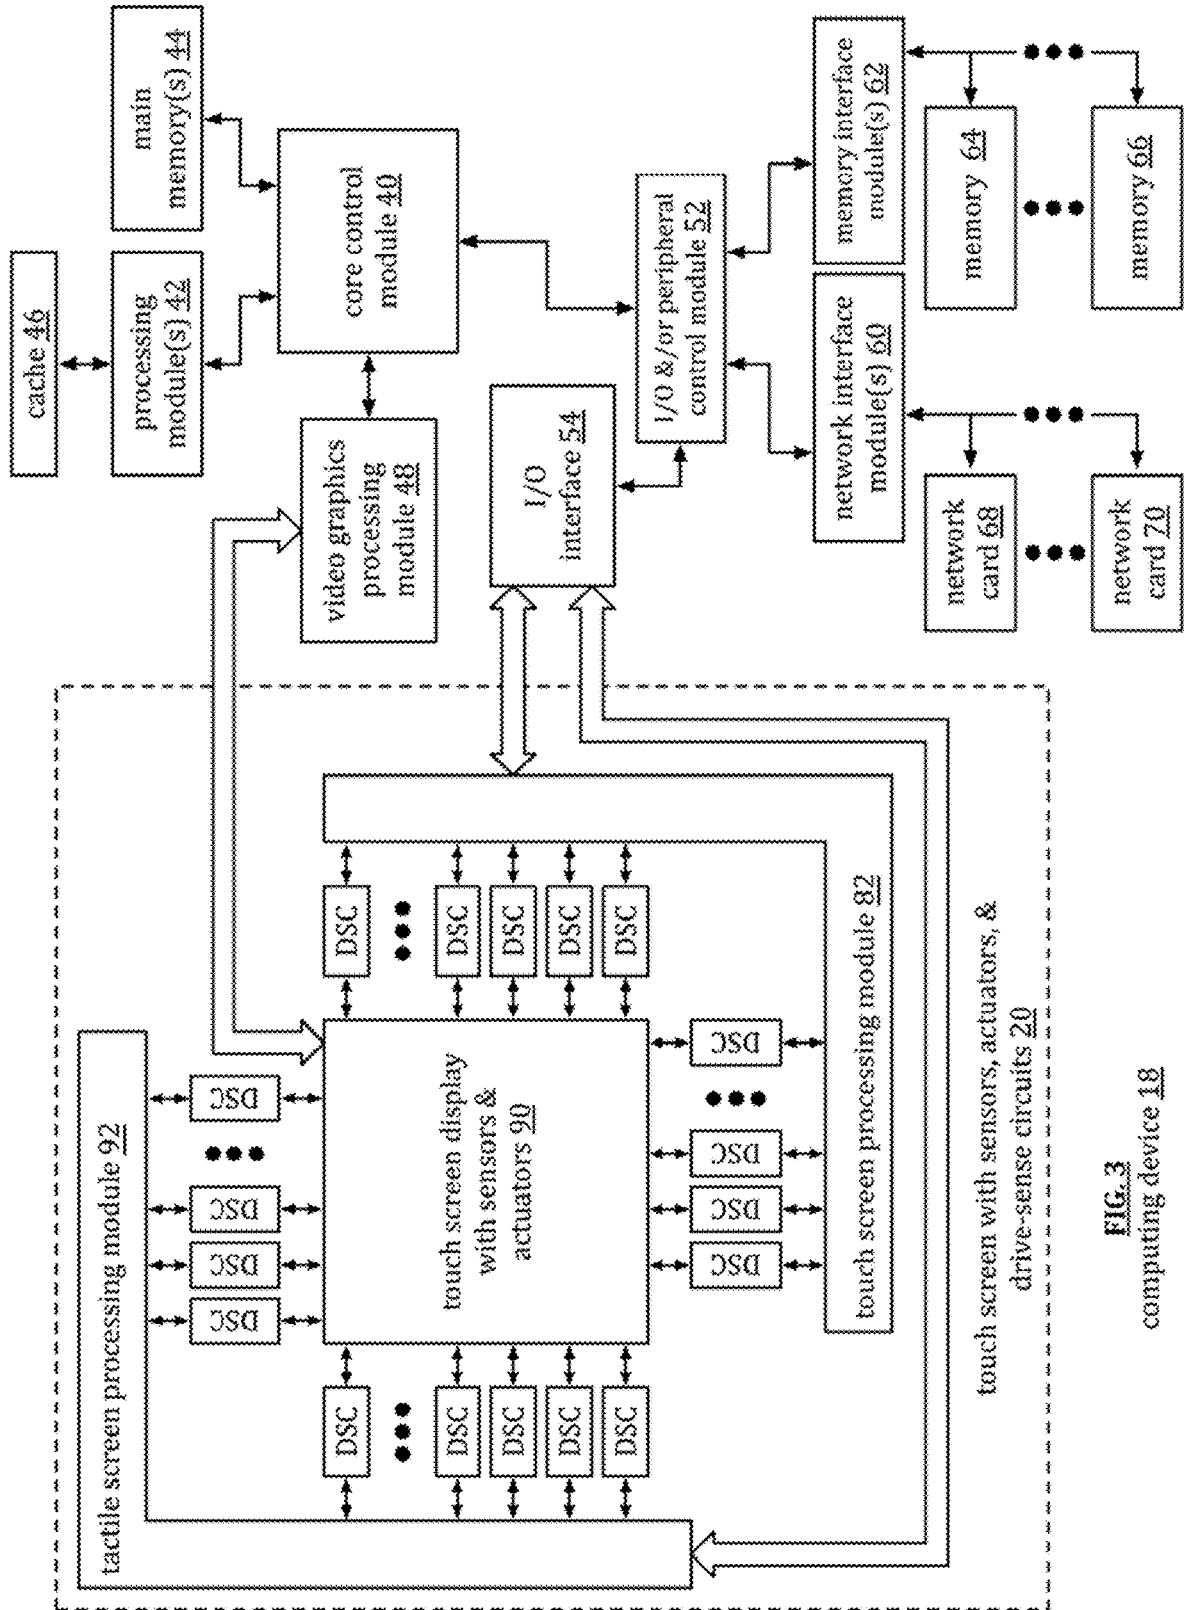 cache 46
processing
module(s) 42
main
memory(s) 44
core control
module 40
video graphics
processing
module 48
I/O
interface 54
I/O &/or peripheral
control module 52
network interface
module(s) 60
memory interface
module(s) 62
network
card 68
network
card 70
memory 64
memory 66
tactile screen processing module 92
DSC
DSC
DSC
DSC
DSC
DSC
DSC
DSC
DSC
touch screen display
with sensors &
actuators 90
DSC
DSC
DSC
DSC
DSC
DSC
DSC
DSC
DSC
touch screen processing module 82
touch screen with sensors, actuators, &
drive-sense circuits 20
FIG. 3
computing device 18